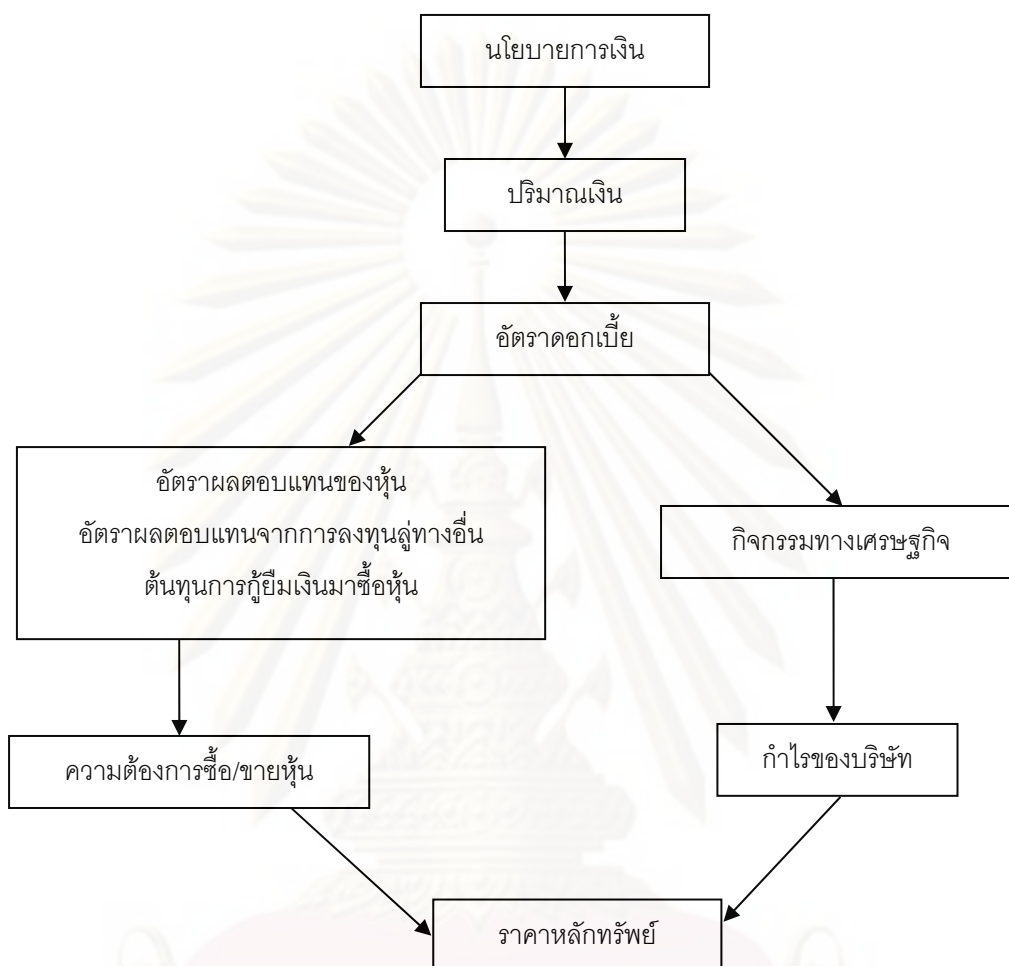 นโยบายการเงิน
ปริมาณเงิน
อัตราดอกเบี้ย
อัตราผลตอบแทนของหุ้น
อัตราผลตอบแทนจากการลงทุนลู่ทางอื่น
ต้นทุนการกู้ยืมเงินมาซื้อหุ้น
กิจกรรมทางเศรษฐกิจ
ความต้องการซื้อ/ขายหุ้น
กำไรของบริษัท
ราคาหลักทรัพย์